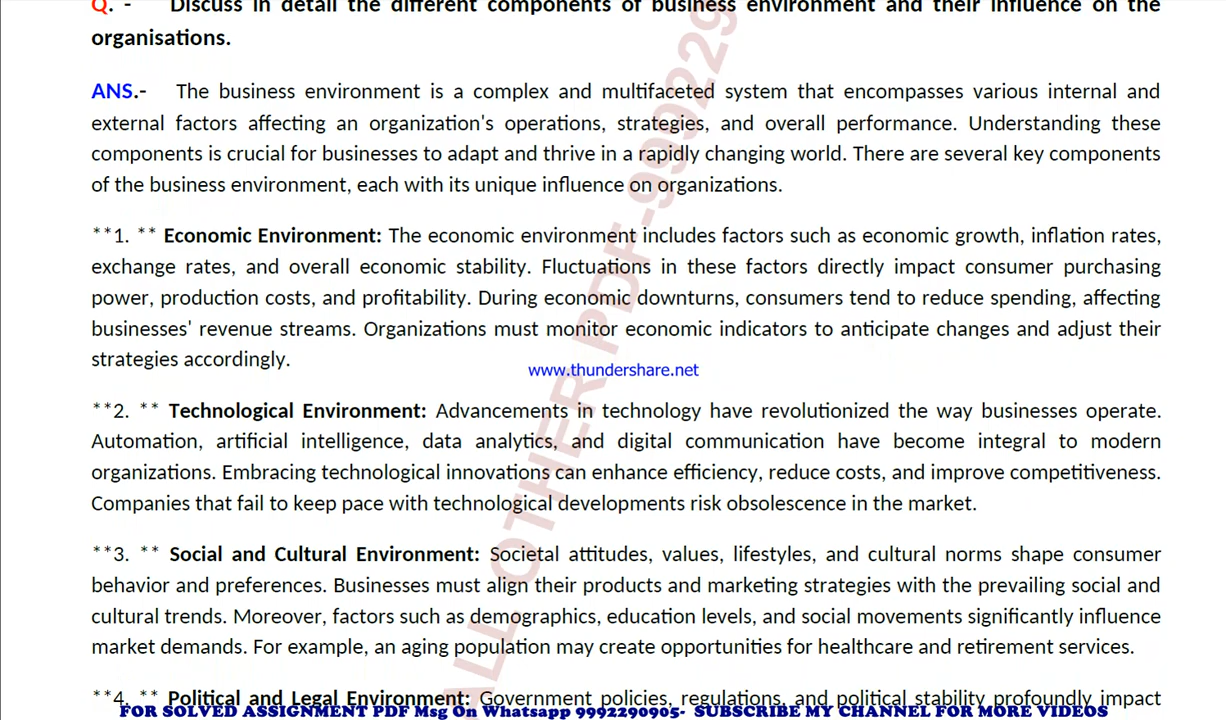 Q. - Discuss in detail the different components of business environment and their influence on the
organisations.
ANS.- The business environment is a complex and multifaceted system that encompasses various internal and
external factors affecting an organization's operations, strategies, and overall performance. Understanding these
components is crucial for businesses to adapt and thrive in a rapidly changing world. There are several key components
of the business environment, each with its unique influence on organizations.
**1. ** Economic Environment: The economic environment includes factors such as economic growth, inflation rates,
exchange rates, and overall economic stability. Fluctuations in these factors directly impact consumer purchasing
power, production costs, and profitability. During economic downturns, consumers tend to reduce spending, affecting
businesses' revenue streams. Organizations must monitor economic indicators to anticipate changes and adjust their
strategies accordingly.
www.thundershare.net
**2. ** Technological Environment: Advancements in technology have revolutionized the way businesses operate.
Automation, artificial intelligence, data analytics, and digital communication have become integral to modern
organizations. Embracing technological innovations can enhance efficiency, reduce costs, and improve competitiveness.
Companies that fail to keep pace with technological developments risk obsolescence in the market.
**3. ** Social and Cultural Environment: Societal attitudes, values, lifestyles, and cultural norms shape consumer
behavior and preferences. Businesses must align their products and marketing strategies with the prevailing social and
cultural trends. Moreover, factors such as demographics, education levels, and social movements significantly influence
market demands. For example, an aging population may create opportunities for healthcare and retirement services.
**4. ** Political and Legal Environment: Government policies, regulations, and political stability profoundly impact
FOR SOLVED ASSIGNMENT PDF Msg On Whatsapp 9992290905- SUBSCRIBE MY CHANNEL FOR MORE VIDEOS
ALL OTHER PDF-999229